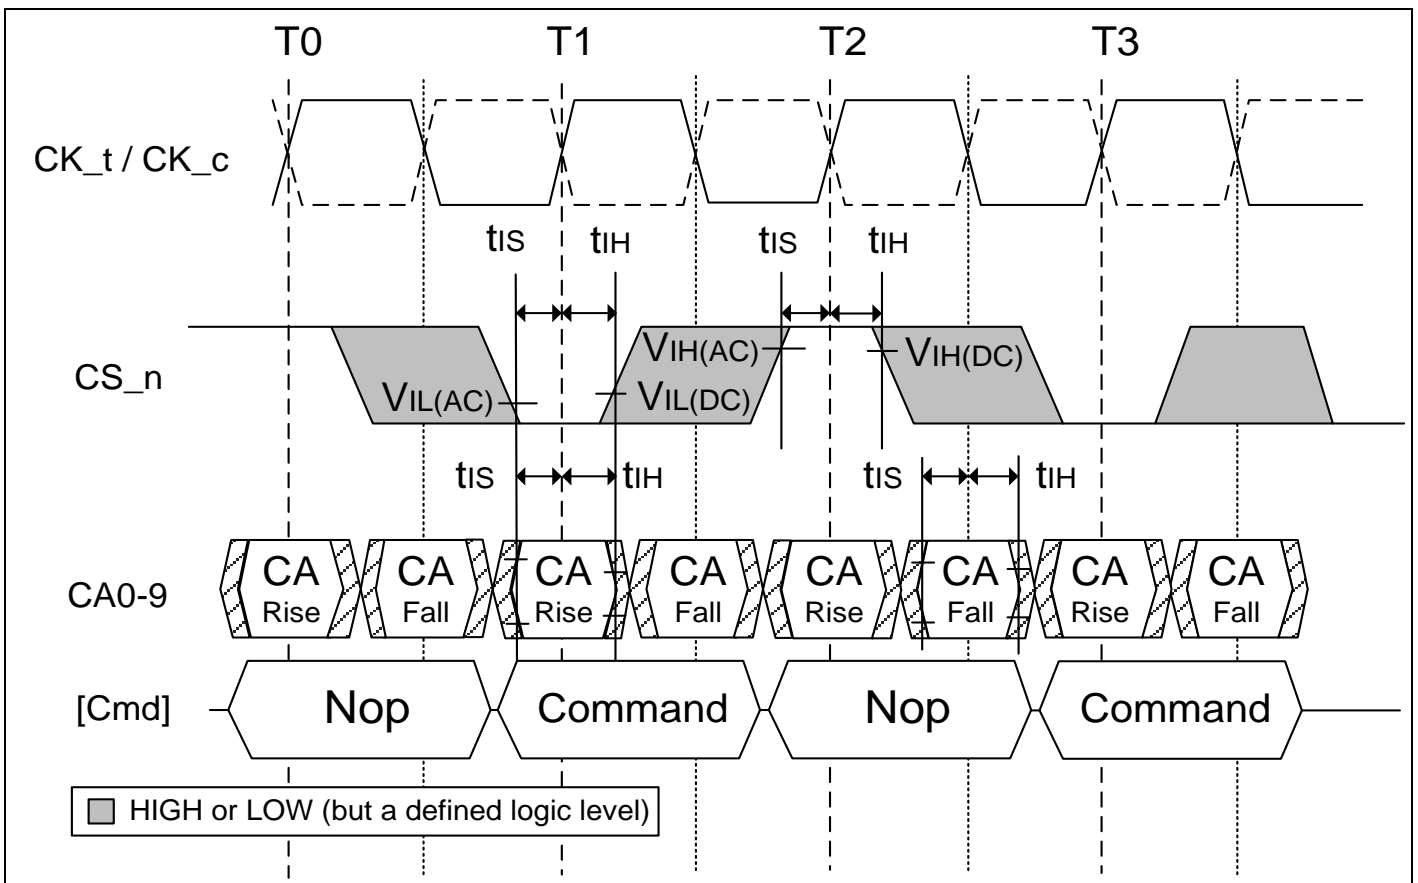 T0 T1 T2 T3
CK_t / CK_c
tIS tIH tIS tIH
CS_n
VIL(AC)
VIH(AC)
VIL(DC)
VIH(DC)
tIS tIH tIS tIH
CA0-9
CA Rise
CA Fall
CA Rise
CA Fall
CA Rise
CA Fall
CA Rise
CA Fall
[Cmd] Nop Command Nop Command
HIGH or LOW (but a defined logic level)